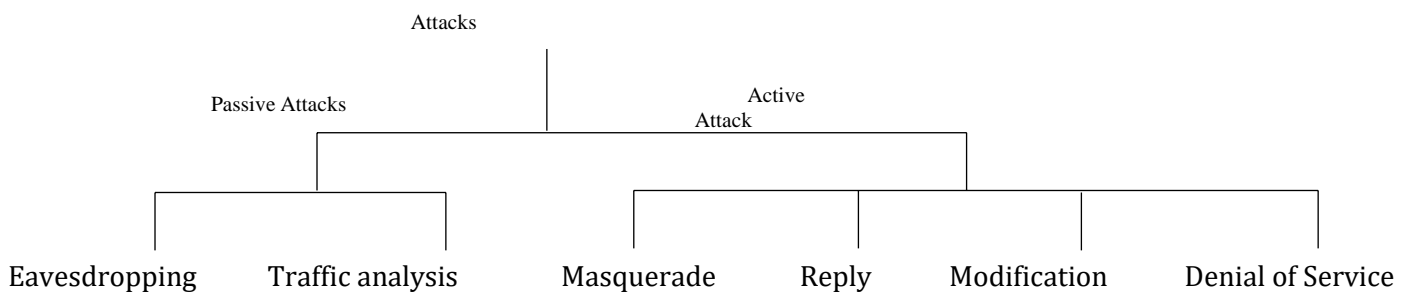 Attacks
Passive Attacks
Active
Attack
Eavesdropping Traffic analysis Masquerade Reply Modification Denial of Service